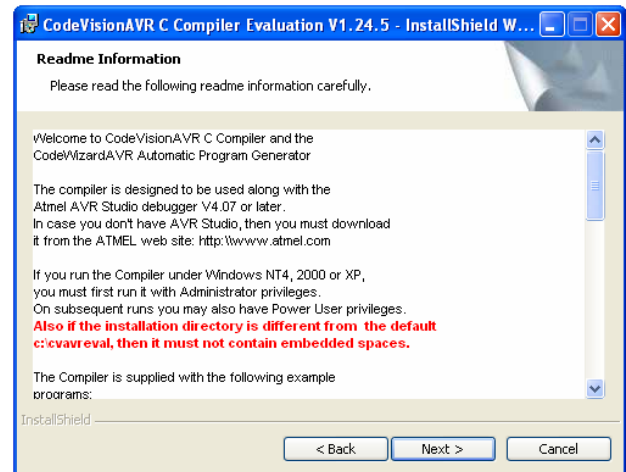 CodeVisionAVR C Compiler Evaluation V1.24.5 - InstallShield W...
Readme Information
Please read the following readme information carefully.
Welcome to CodeVisionAVR C Compiler and the
CodeWizardAVR Automatic Program Generator
The compiler is designed to be used along with the
Atmel AVR Studio debugger V4.07 or later.
In case you don't have AVR Studio, then you must download
it from the ATMEL web site: http:\\www.atmel.com
If you run the Compiler under Windows NT4, 2000 or XP,
you must first run it with Administrator privileges.
On subsequent runs you may also have Power User privileges.
Also if the installation directory is different from the default
c:\cvavreval, then it must not contain embedded spaces.
The Compiler is supplied with the following example
programs:
InstallShield
< Back Next > Cancel